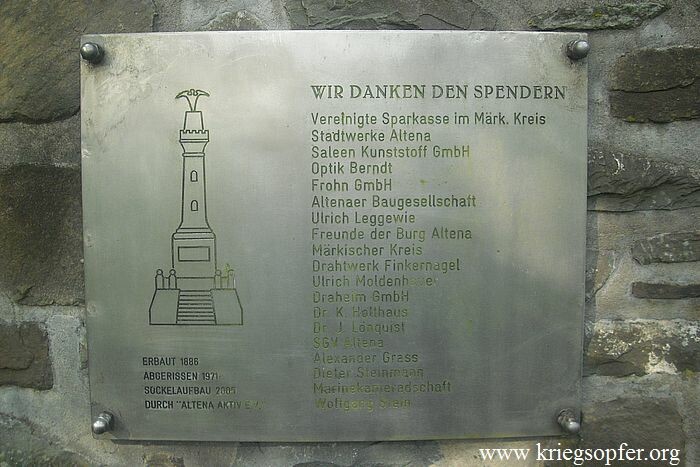 WIR DANKEN DEN SPENDERN
Vereinigte Sparkasse im Märk. Kreis
Stadtwerke Altena
Saleen Kunststoff GmbH
Optik Berndt
Frohn GmbH
Altenaer Baugesellschaft
Ulrich Leggewie
Freunde der Burg Altena
Märkischer Kreis
Drahtwerk Finkernagel
Ulrich Moldenhauer
Draheim GmbH
Dr. K. Holthaus
Dr. J. Lönquist
SGV Altena
Alexander Grass
Dieter Steinmann
Marinekameradschaft
Wolfgang Stein
ERBAUT 1886
ABGERISSEN 1971
SOCKELAUFBAU 2005
DURCH "ALTENA AKTIV E.V."
www.kriegsopfer.org